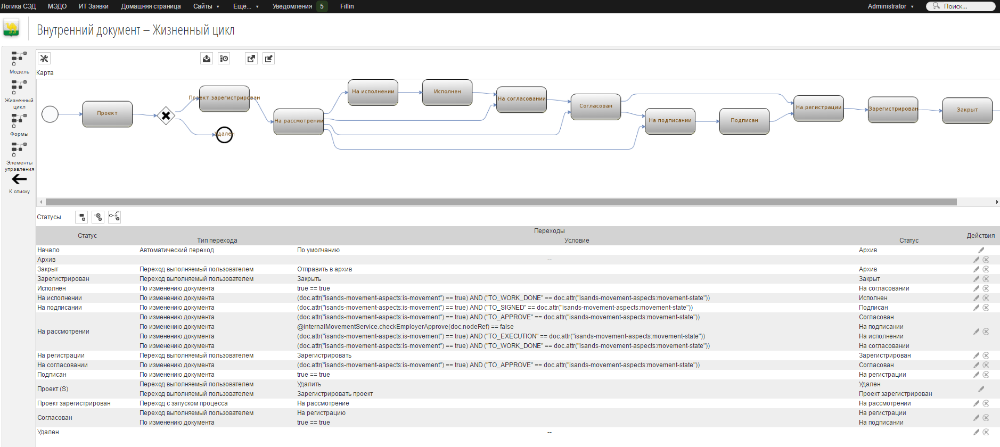 Логика СЭД МЭДО ИТ Заявки Домашняя страница Сайты Ещё... Уведомления 5 Fillin Administrator Поиск...
Внутренний документ – Жизненный цикл
Модель
Жизненный
цикл
Формы
Элементы
управления
К списку
Карта
Проект
Проект зарегистрирован
Удален
На рассмотрении
На исполнении
Исполнен
На согласовании
Согласован
На подписании
Подписан
На регистрации
Зарегистрирован
Закрыт
Статусы
Статус Переходы Действия
Тип перехода Условие Статус
Начало Автоматический переход По умолчанию Архив
Архив --
Закрыт Переход выполняемый пользователем Отправить в архив Архив
Зарегистрирован Переход выполняемый пользователем Закрыть Закрыт
Исполнен По изменению документа true == true На согласовании
На исполнении По изменению документа (doc.attr("isands-movement-aspects:is-movement") == true) AND ("TO_WORK_DONE" == doc.attr("isands-movement-aspects:movement-state")) Исполнен
На подписании По изменению документа (doc.attr("isands-movement-aspects:is-movement") == true) AND ("TO_SIGNED" == doc.attr("isands-movement-aspects:movement-state")) Подписан
На рассмотрении По изменению документа (doc.attr("isands-movement-aspects:is-movement") == true) AND ("TO_APPROVE" == doc.attr("isands-movement-aspects:movement-state")) Согласован
По изменению документа @internalMovementService.checkEmployerApprove(doc.nodeRef) == false На подписании
По изменению документа (doc.attr("isands-movement-aspects:is-movement") == true) AND ("TO_EXECUTION" == doc.attr("isands-movement-aspects:movement-state")) На исполнении
По изменению документа (doc.attr("isands-movement-aspects:is-movement") == true) AND ("TO_WORK_DONE" == doc.attr("isands-movement-aspects:movement-state")) На согласовании
На регистрации Переход выполняемый пользователем Зарегистрировать Зарегистрирован
На согласовании По изменению документа (doc.attr("isands-movement-aspects:is-movement") == true) AND ("TO_APPROVE" == doc.attr("isands-movement-aspects:movement-state")) Согласован
Подписан По изменению документа true == true На регистрации
Проект (S) Переход выполняемый пользователем Удалить Удален
Переход выполняемый пользователем Зарегистрировать проект Проект зарегистрирован
Проект зарегистрирован Переход с запуском процесса На рассмотрение На рассмотрении
Согласован Переход выполняемый пользователем На регистрацию На регистрации
По изменению документа true == true На подписании
Удален --